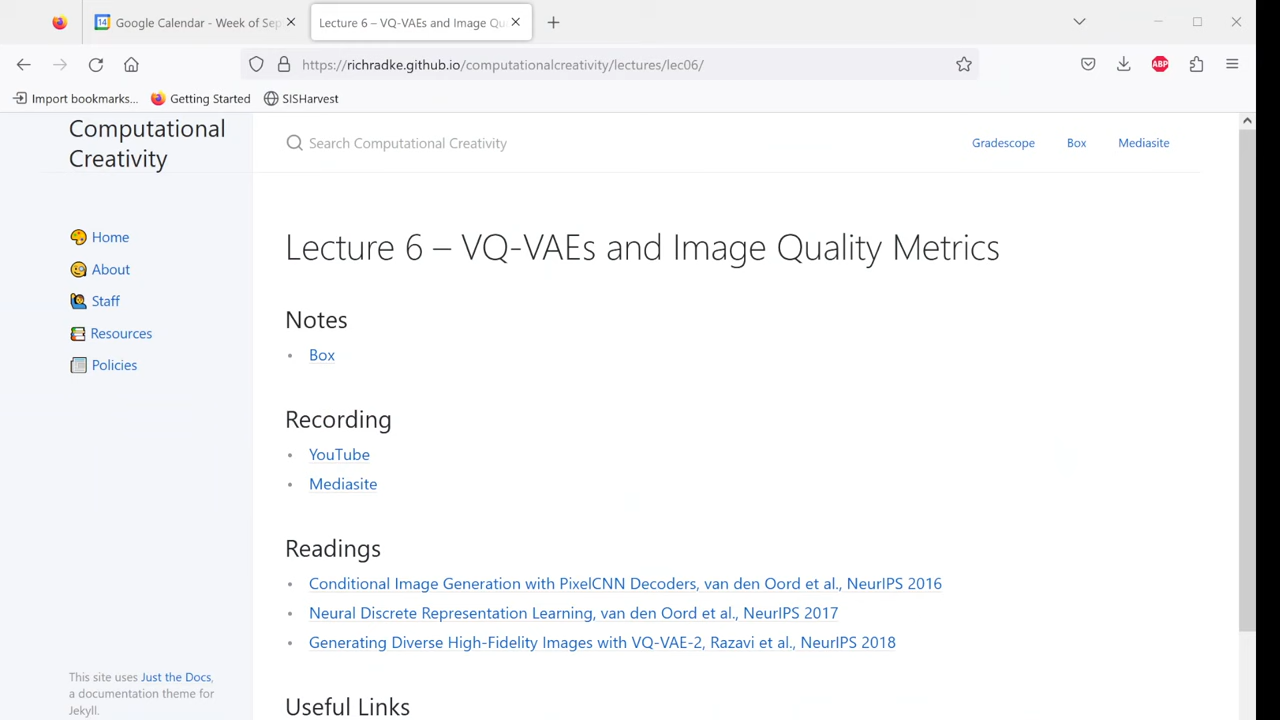 14 Google Calendar - Week of Sep
Lecture 6 – VQ-VAEs and Image Qu
https://richradke.github.io/computationalcreativity/lectures/lec06/
ABP
Import bookmarks... Getting Started SISHarvest
Computational
Creativity
Search Computational Creativity
Gradescope Box Mediasite
Home
About
Staff
Resources
Policies
Lecture 6 – VQ-VAEs and Image Quality Metrics
Notes
• Box
Recording
• YouTube
• Mediasite
Readings
• Conditional Image Generation with PixelCNN Decoders, van den Oord et al., NeurIPS 2016
• Neural Discrete Representation Learning, van den Oord et al., NeurIPS 2017
• Generating Diverse High-Fidelity Images with VQ-VAE-2, Razavi et al., NeurIPS 2018
Useful Links
This site uses Just the Docs,
a documentation theme for
Jekyll.